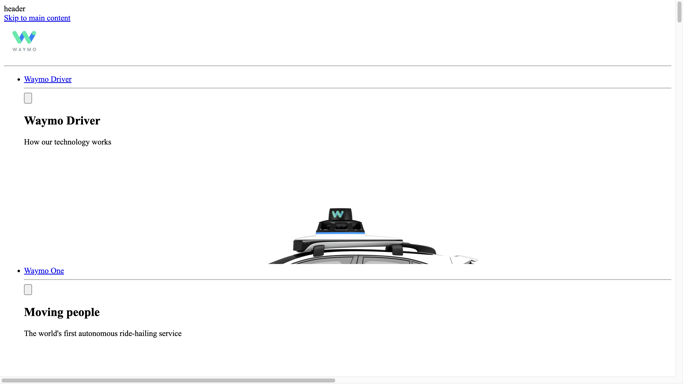 header
Skip to main content
WAYMO
Waymo Driver
Waymo Driver
How our technology works
Waymo One
Moving people
The world's first autonomous ride-hailing service